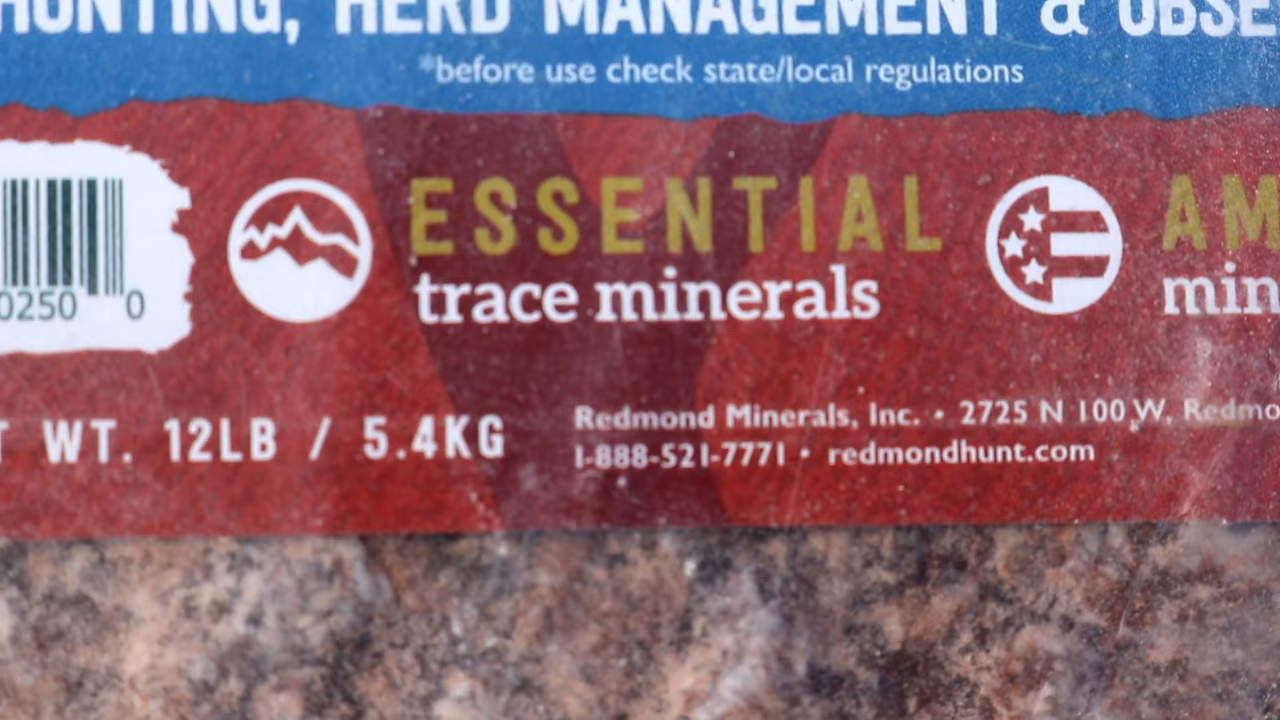 HUNTING, HERD MANAGEMENT & OBSE
*before use check state/local regulations
ESSENTIAL
trace minerals
AM
min
0250 0
T WT. 12LB / 5.4KG
Redmond Minerals, Inc. • 2725 N 100 W, Redmo
1-888-521-7771 • redmondhunt.com